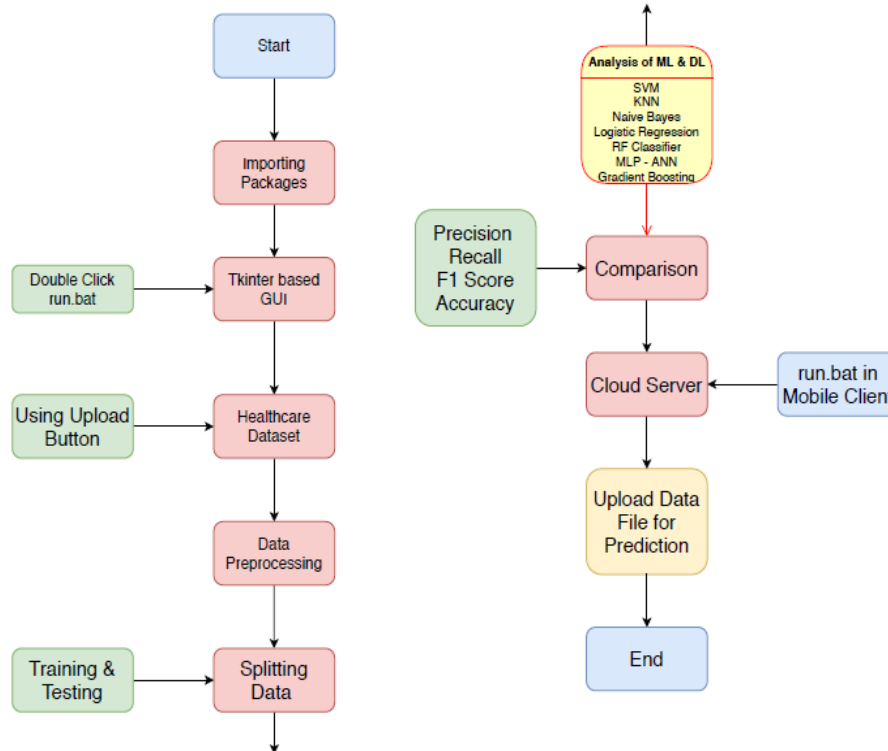 Start
Importing
Packages
Double Click
run.bat
Tkinter based
GUI
Using Upload
Button
Healthcare
Dataset
Data
Preprocessing
Training &
Testing
Splitting
Data
Analysis of ML & DL
SVM
KNN
Naive Bayes
Logistic Regression
RF Classifier
MLP - ANN
Gradient Boosting
Precision
Recall
F1 Score
Accuracy
Comparison
Cloud Server
run.bat in
Mobile Client
Upload Data
File for
Prediction
End